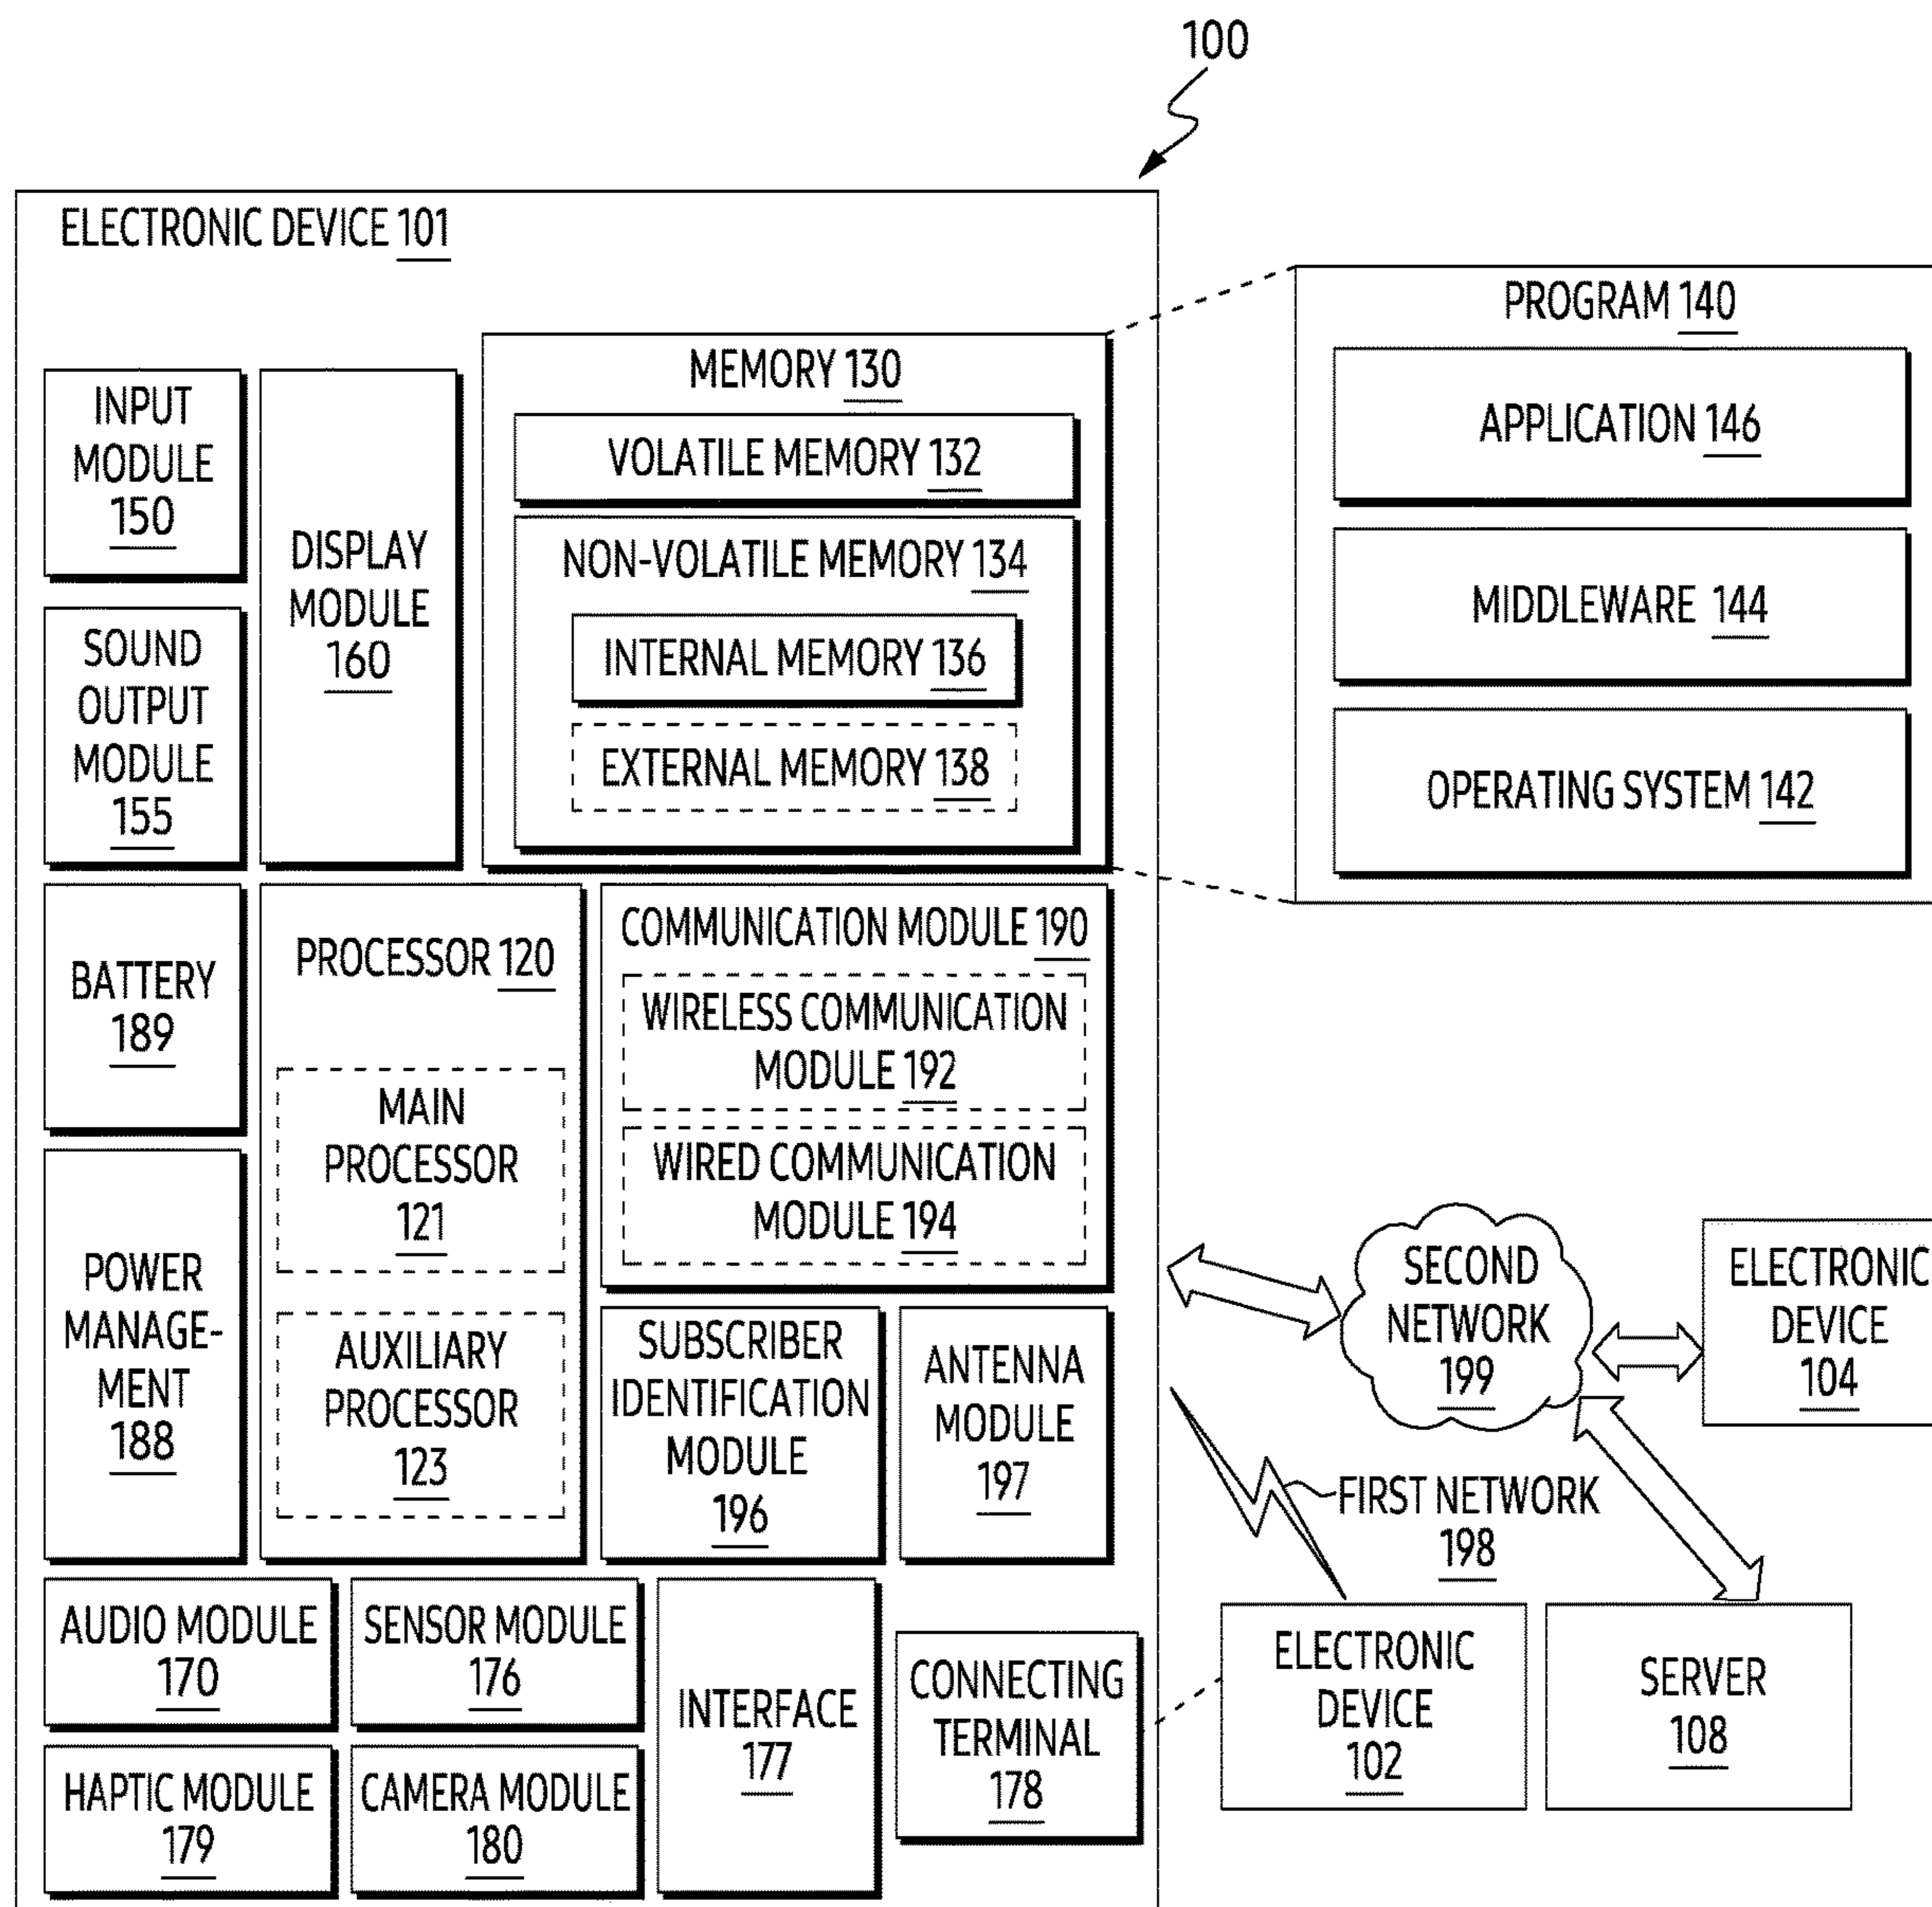 100
ELECTRONIC DEVICE 101
INPUT
MODULE
150
SOUND
OUTPUT
MODULE
155
DISPLAY
MODULE
160
MEMORY 130
VOLATILE MEMORY 132
NON-VOLATILE MEMORY 134
INTERNAL MEMORY 136
EXTERNAL MEMORY 138
PROGRAM 140
APPLICATION 146
MIDDLEWARE 144
OPERATING SYSTEM 142
BATTERY
189
POWER
MANAGE-
MENT
188
PROCESSOR 120
MAIN
PROCESSOR
121
AUXILIARY
PROCESSOR
123
COMMUNICATION MODULE 190
WIRELESS COMMUNICATION
MODULE 192
WIRED COMMUNICATION
MODULE 194
SUBSCRIBER
IDENTIFICATION
MODULE
196
ANTENNA
MODULE
197
SECOND
NETWORK
199
ELECTRONIC
DEVICE
104
FIRST NETWORK
198
AUDIO MODULE
170
SENSOR MODULE
176
HAPTIC MODULE
179
CAMERA MODULE
180
INTERFACE
177
CONNECTING
TERMINAL
178
ELECTRONIC
DEVICE
102
SERVER
108